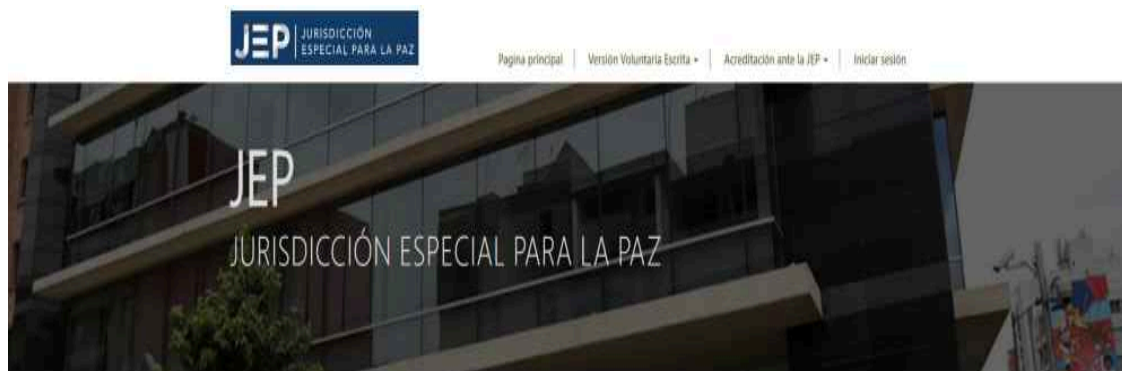 JEP
JURISDICCIÓN
ESPECIAL PARA LA PAZ
Pagina principal
Versión Voluntaria Escrita
Acreditación ante la JEP
Iniciar sesión
JEP
JURISDICCIÓN ESPECIAL PARA LA PAZ